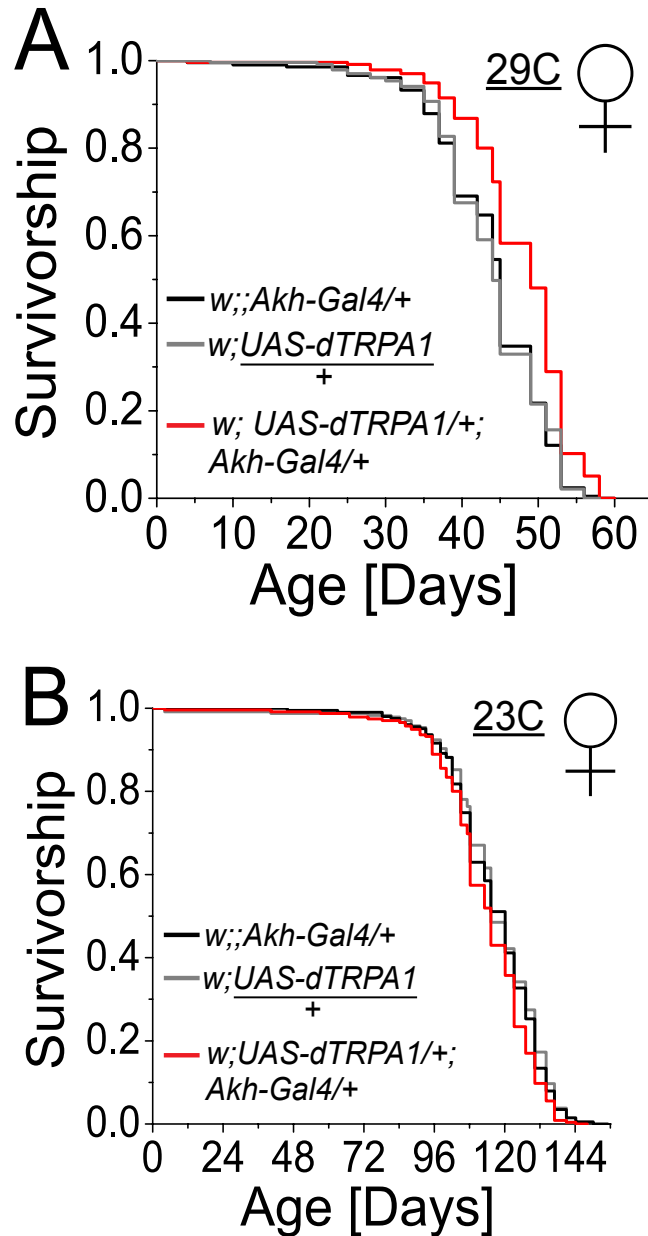 A
29C
1.0
0.8
0.6
0.4
0.2
0.0
Survivorship
w;;Akh-Gal4/+
w;UAS-dTRPA1
+
w; UAS-dTRPA1/+;
Akh-Gal4/+
0 10 20 30 40 50 60
Age [Days]
B
23C
1.0
0.8
0.6
0.4
0.2
0.0
Survivorship
w;;Akh-Gal4/+
w;UAS-dTRPA1
+
w;UAS-dTRPA1/+;
Akh-Gal4/+
0 24 48 72 96 120 144
Age [Days]